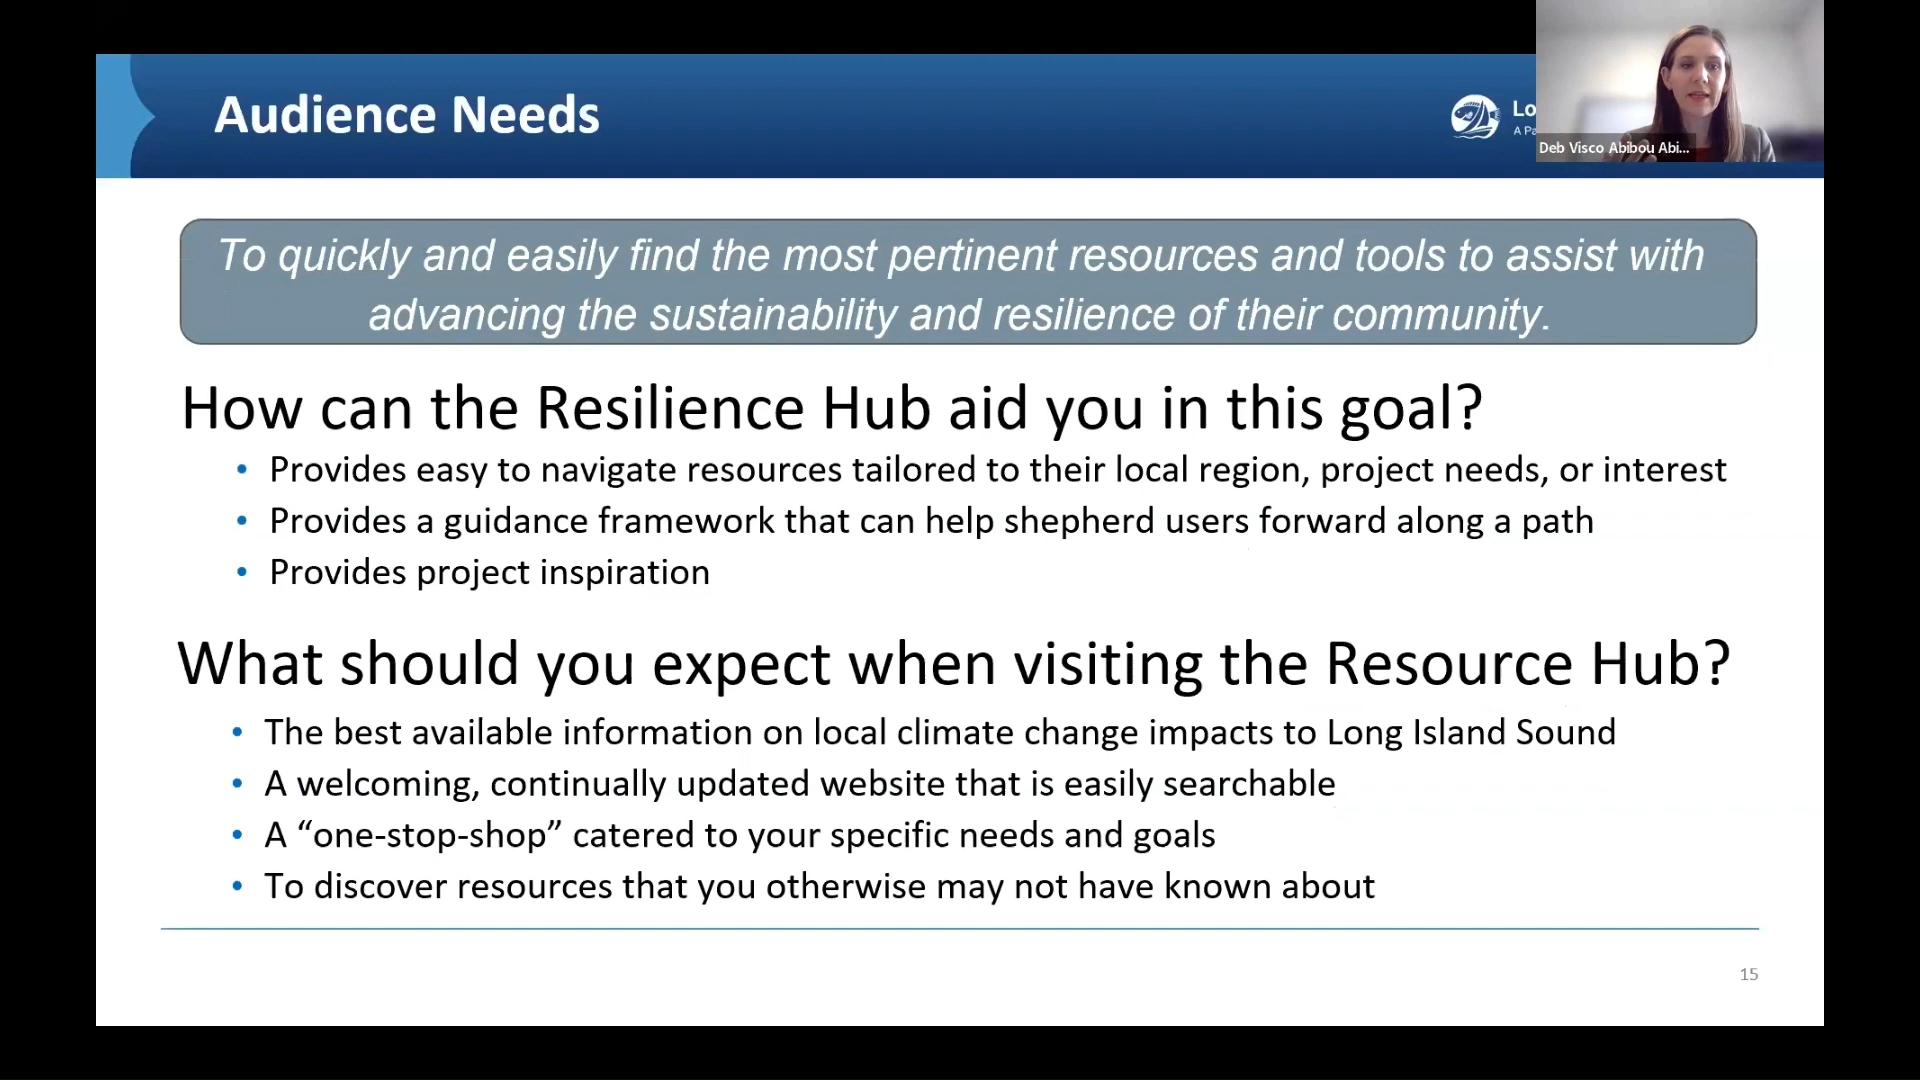 Audience Needs
Lo
A Pa
Deb Visco Abibou Abi...
To quickly and easily find the most pertinent resources and tools to assist with
advancing the sustainability and resilience of their community.
How can the Resilience Hub aid you in this goal?
• Provides easy to navigate resources tailored to their local region, project needs, or interest
• Provides a guidance framework that can help shepherd users forward along a path
• Provides project inspiration
What should you expect when visiting the Resource Hub?
• The best available information on local climate change impacts to Long Island Sound
• A welcoming, continually updated website that is easily searchable
• A “one-stop-shop” catered to your specific needs and goals
• To discover resources that you otherwise may not have known about
15